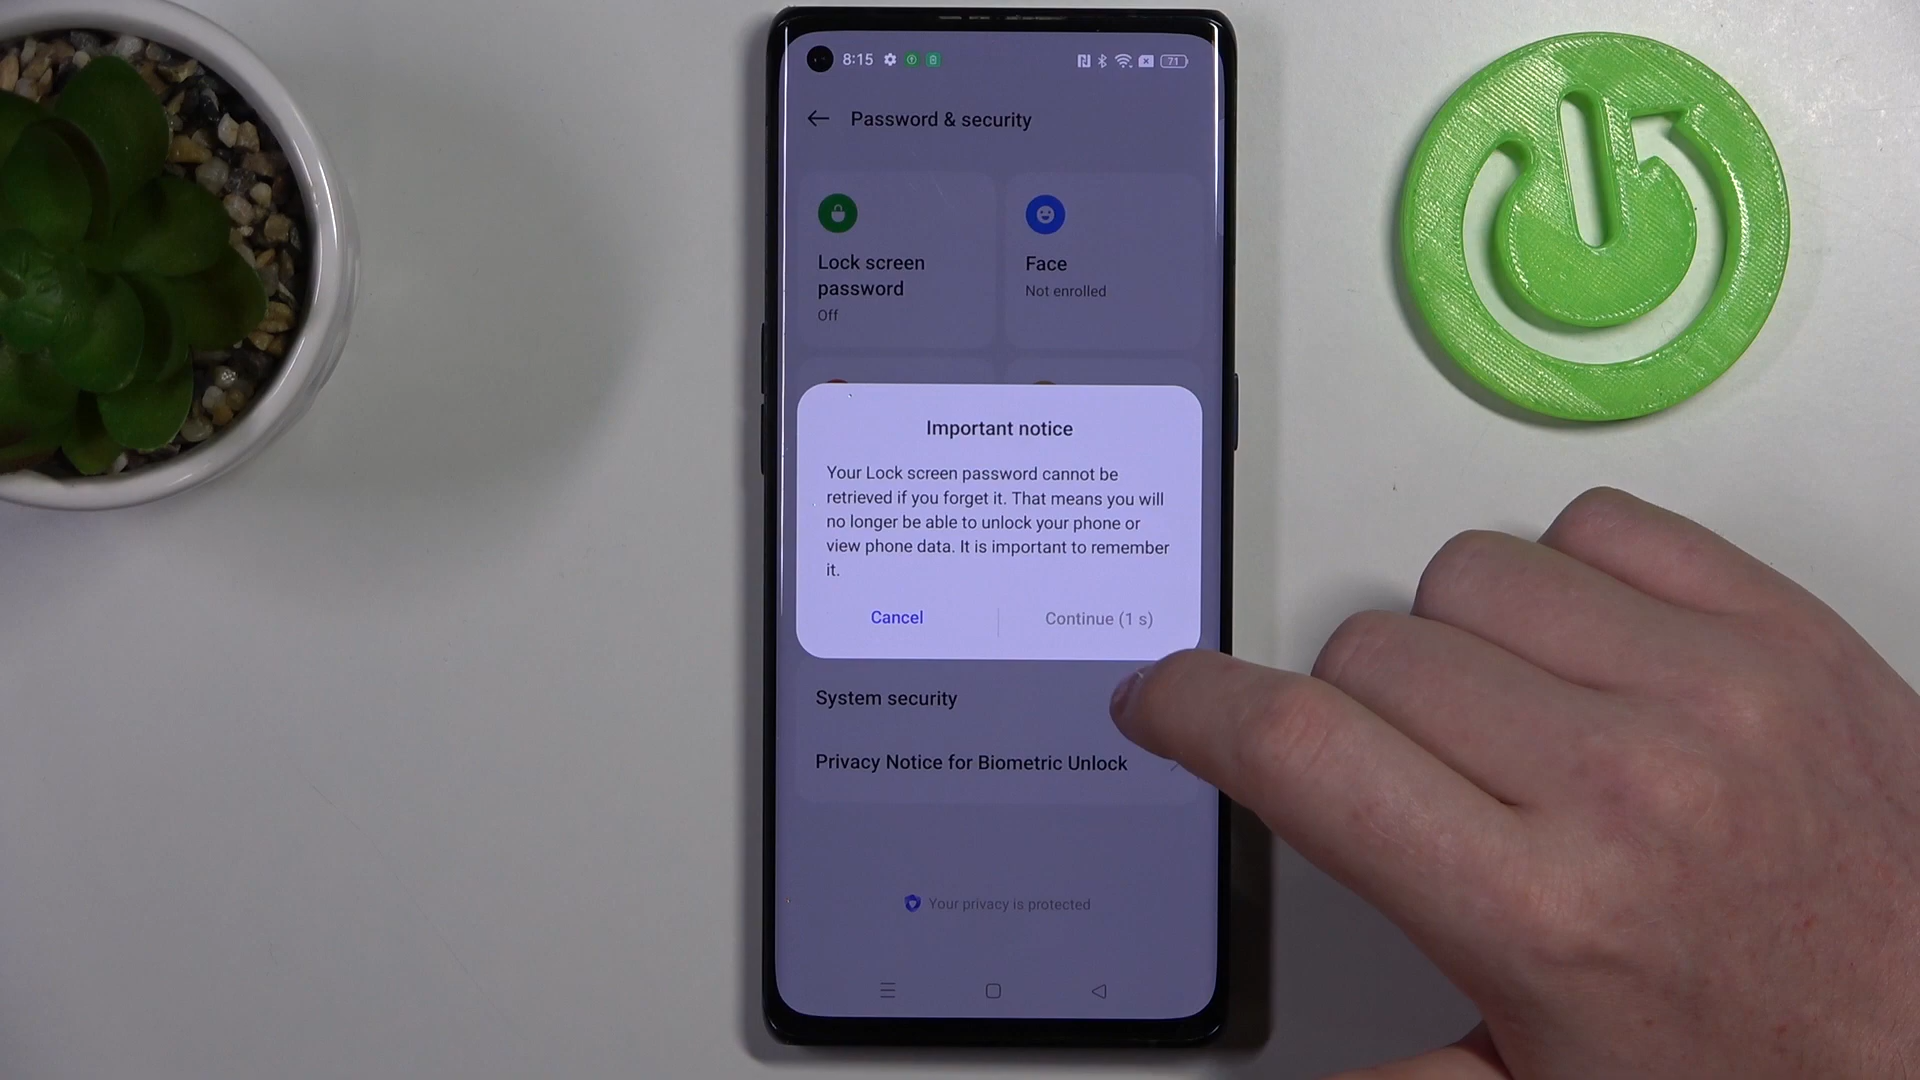 8:15
71
Password & security
Lock screen
password
Off
Face
Not enrolled
Important notice
Your Lock screen password cannot be
retrieved if you forget it. That means you will
no longer be able to unlock your phone or
view phone data. It is important to remember
it.
Cancel
Continue (1 s)
System security
Privacy Notice for Biometric Unlock
Your privacy is protected